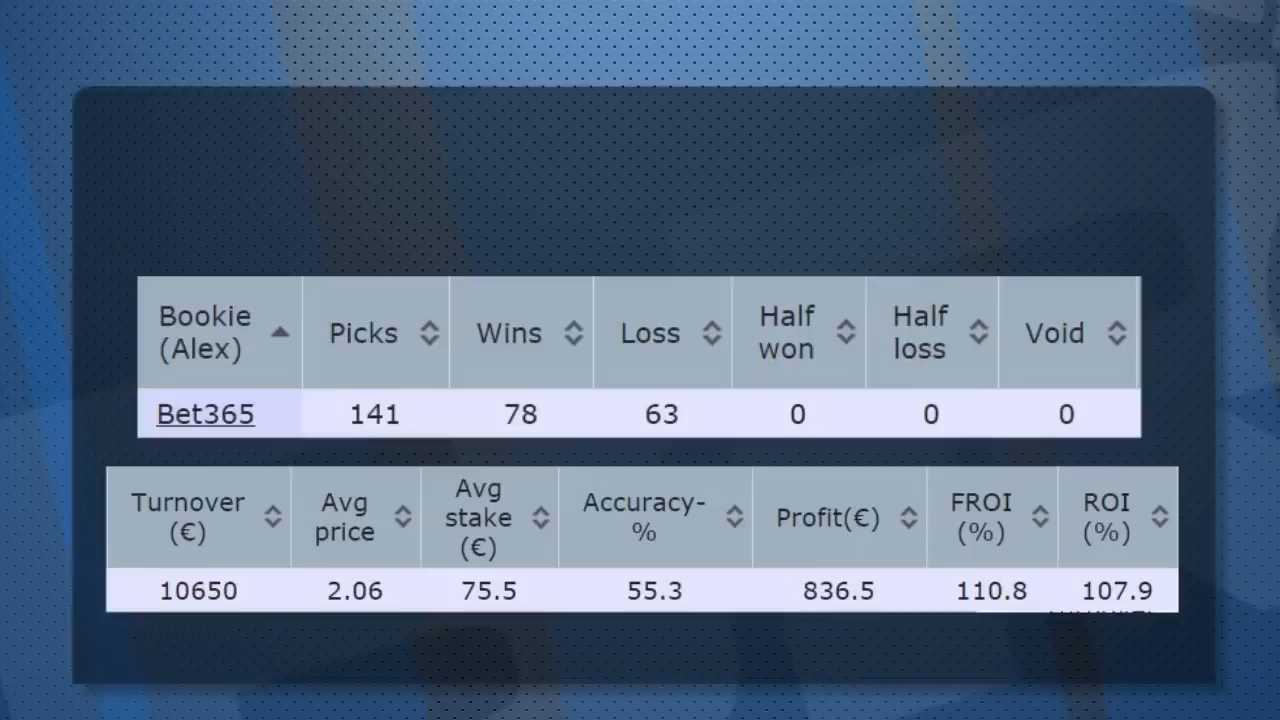 Bookie (Alex) Picks Wins Loss Half won Half loss Void
Bet365 141 78 63 0 0 0
Turnover (€) Avg price Avg stake (€) Accuracy-% Profit(€) FROI (%) ROI (%)
10650 2.06 75.5 55.3 836.5 110.8 107.9